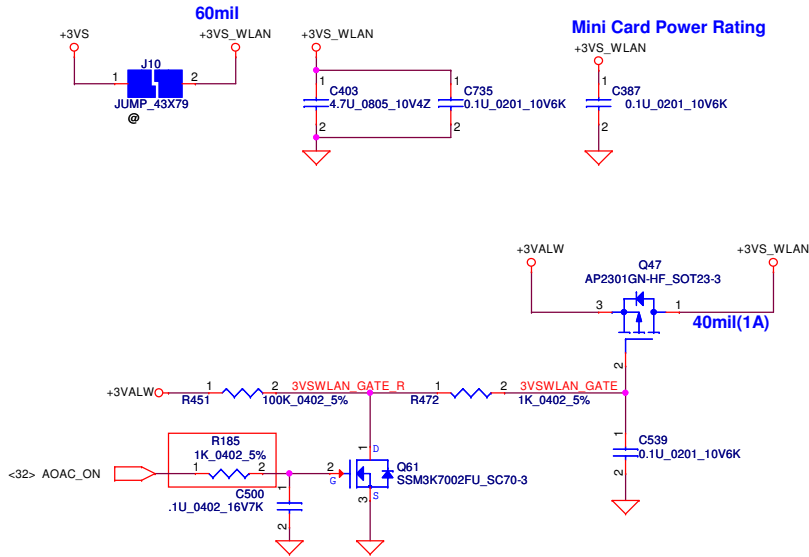 60mil
+3VS
+3VS_WLAN
J10
1
2
JUMP_43X79
@
+3VS_WLAN
1
C403
4.7U_0805_10V4Z
2
1
C735
0.1U_0201_10V6K
2
Mini Card Power Rating
+3VS_WLAN
1
C387
0.1U_0201_10V6K
2
+3VALW
+3VS_WLAN
Q47
AP2301GN-HF_SOT23-3
3
1
40mil(1A)
2
+3VALW
1
2
R451
100K_0402_5%
3VSWLAN_GATE_R
1
2
R472
1K_0402_5%
3VSWLAN_GATE
1
C539
0.1U_0201_10V6K
2
R185
1K_0402_5%
1
2
<32> AOAC_ON
1
C500
.1U_0402_16V7K
2
1
D
2
G
Q61
SSM3K7002FU_SC70-3
3
S